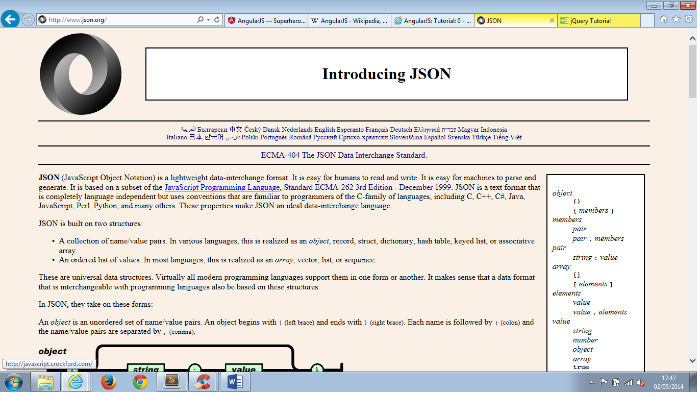 http://www.json.org/
AngularJS — Superhero...
AngularJS - Wikipedia, ...
AngularJS: Tutorial: 0 - ...
JSON
jQuery Tutorial
Introducing JSON
العربية Български 中文 Český Dansk Nederlands English Esperanto Français Deutsch Ελληνικά עברית Magyar Indonesia
Italiano 日本 한국어 فارسی Polski Português Română Русский Српско-хрватски Slovenščina Español Svenska Türkçe Tiếng Việt
ECMA-404 The JSON Data Interchange Standard.
JSON (JavaScript Object Notation) is a lightweight data-interchange format. It is easy for humans to read and write. It is easy for machines to parse and
generate. It is based on a subset of the JavaScript Programming Language, Standard ECMA-262 3rd Edition - December 1999. JSON is a text format that
is completely language independent but uses conventions that are familiar to programmers of the C-family of languages, including C, C++, C#, Java,
JavaScript, Perl, Python, and many others. These properties make JSON an ideal data-interchange language.
JSON is built on two structures:
• A collection of name/value pairs. In various languages, this is realized as an object, record, struct, dictionary, hash table, keyed list, or associative
array.
• An ordered list of values. In most languages, this is realized as an array, vector, list, or sequence.
These are universal data structures. Virtually all modern programming languages support them in one form or another. It makes sense that a data format
that is interchangeable with programming languages also be based on these structures.
In JSON, they take on these forms:
An object is an unordered set of name/value pairs. An object begins with { (left brace) and ends with } (right brace). Each name is followed by : (colon) and
the name/value pairs are separated by , (comma).
object
string : value }
object
{}
{ members }
members
pair
pair , members
pair
string : value
array
[]
[ elements ]
elements
value
value , elements
value
string
number
object
array
true
http://javascript.crockford.com/
17:47
02/05/2014